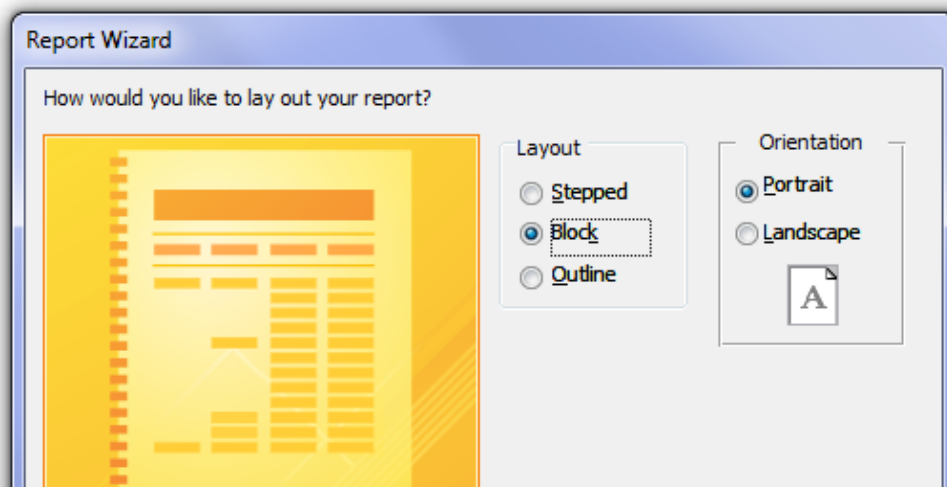 Report Wizard
How would you like to lay out your report?
Layout
Stepped
Block
Outline
Orientation
Portrait
Landscape
A